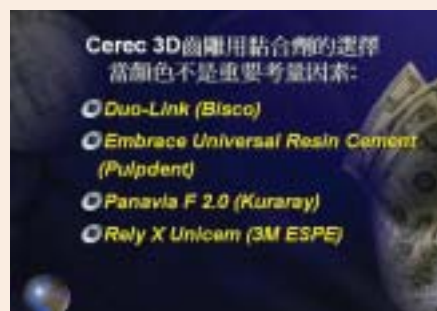 Cerec 3D齒雕用黏合劑的選擇
當顏色不是重要考量因素:
Duo-Link (Bisco)
Embrace Universal Resin Cement
(Pulpdent)
Panavia F 2.0 (Kuraray)
Rely X Unicem (3M ESPE)